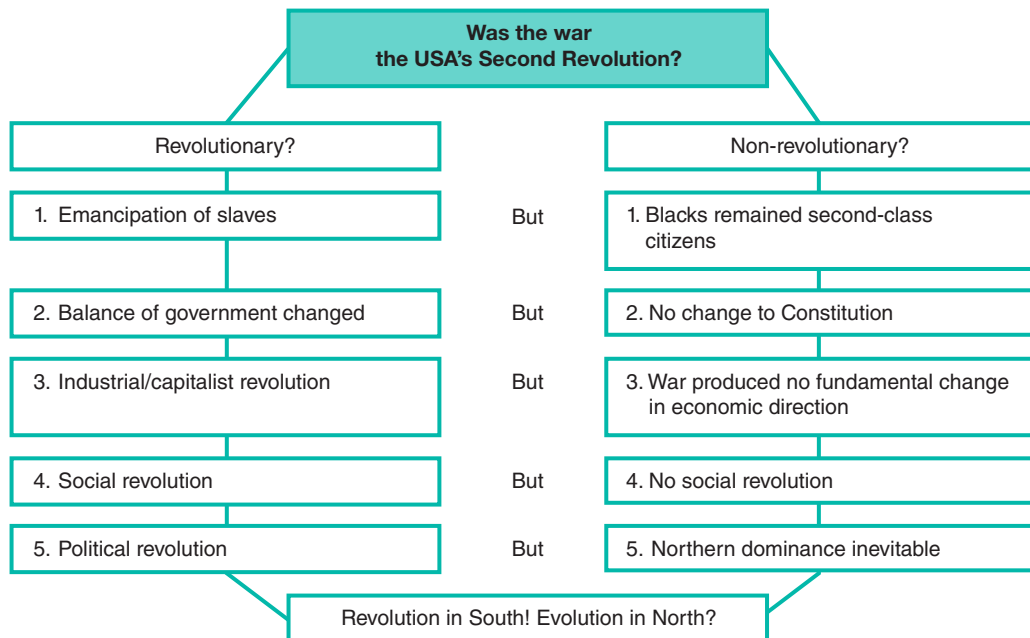 Was the war
the USA's Second Revolution?
Revolutionary?
Non-revolutionary?
1. Emancipation of slaves
But
1. Blacks remained second-class
citizens
2. Balance of government changed
But
2. No change to Constitution
3. Industrial/capitalist revolution
But
3. War produced no fundamental change
in economic direction
4. Social revolution
But
4. No social revolution
5. Political revolution
But
5. Northern dominance inevitable
Revolution in South! Evolution in North?